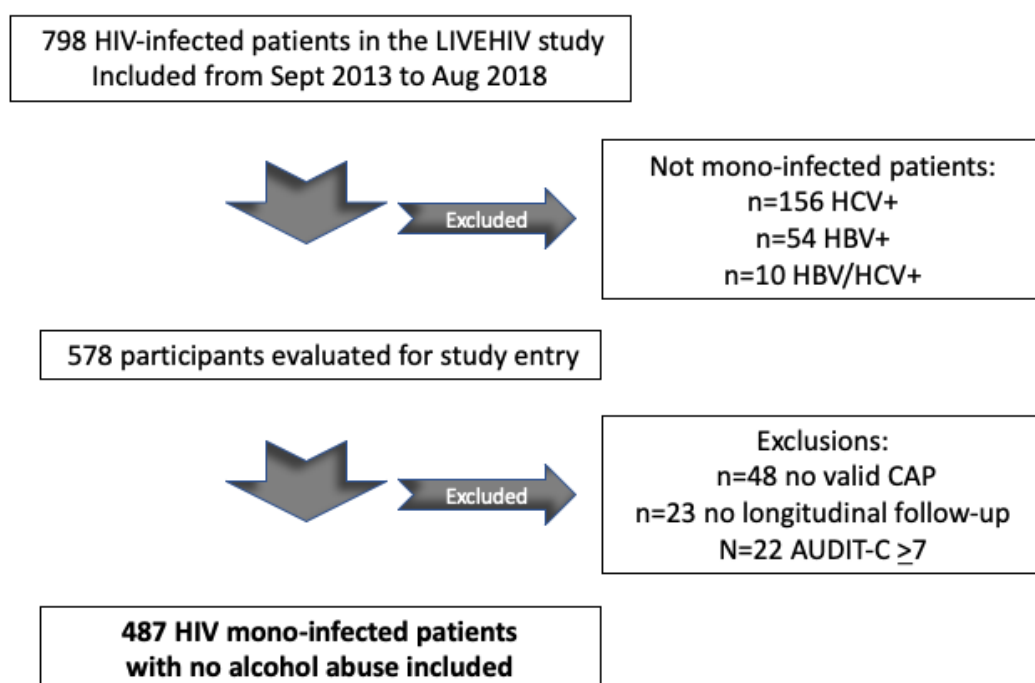 798 HIV-infected patients in the LIVEHIV study
Included from Sept 2013 to Aug 2018
Excluded
Not mono-infected patients:
n=156 HCV+
n=54 HBV+
n=10 HBV/HCV+
578 participants evaluated for study entry
Excluded
Exclusions:
n=48 no valid CAP
n=23 no longitudinal follow-up
N=22 AUDIT-C ≥7
487 HIV mono-infected patients
with no alcohol abuse included